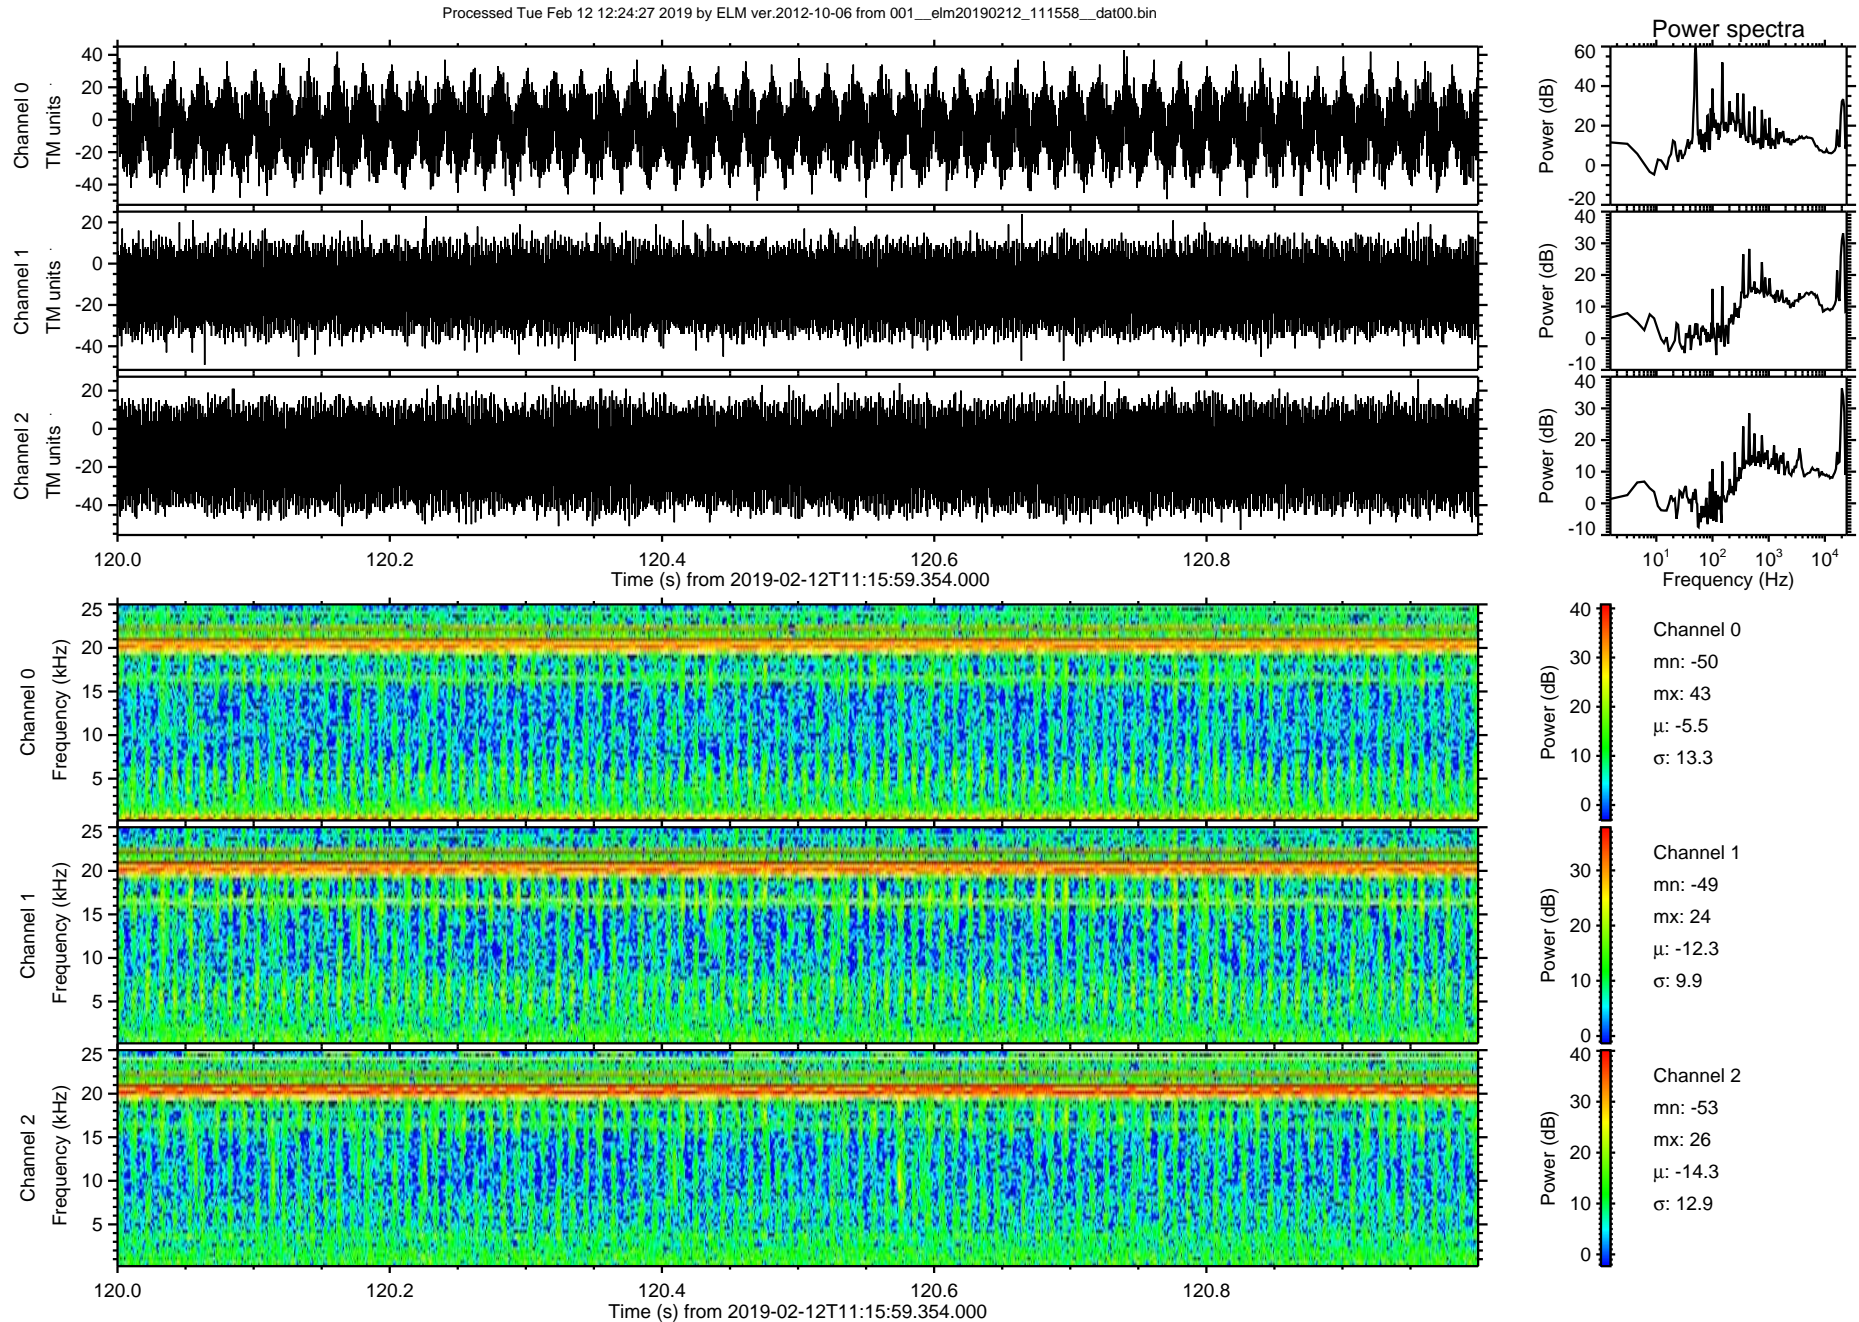 Processed Tue Feb 12 12:24:27 2019 by ELM ver.2012-10-06 from 001__elm20190212_111558__dat00.bin
Power spectra
Channel 0
TM units
40
20
0
-20
-40
Power (dB)
60
40
20
0
-20
Channel 1
TM units
20
0
-20
-40
Power (dB)
40
30
20
10
0
-10
Channel 2
TM units
20
0
-20
-40
Power (dB)
40
30
20
10
0
-10
120.0 120.2 120.4 120.6 120.8
Time (s) from 2019-02-12T11:15:59.354.000
10^1 10^2 10^3 10^4
Frequency (Hz)
Channel 0
Frequency (kHz)
25
20
15
10
5
Power (dB)
40
30
20
10
0
Channel 0
mn: -50
mx: 43
µ: -5.5
σ: 13.3
Channel 1
Frequency (kHz)
25
20
15
10
5
Power (dB)
30
20
10
0
Channel 1
mn: -49
mx: 24
µ: -12.3
σ: 9.9
Channel 2
Frequency (kHz)
25
20
15
10
5
Power (dB)
40
30
20
10
0
Channel 2
mn: -53
mx: 26
µ: -14.3
σ: 12.9
120.0 120.2 120.4 120.6 120.8
Time (s) from 2019-02-12T11:15:59.354.000